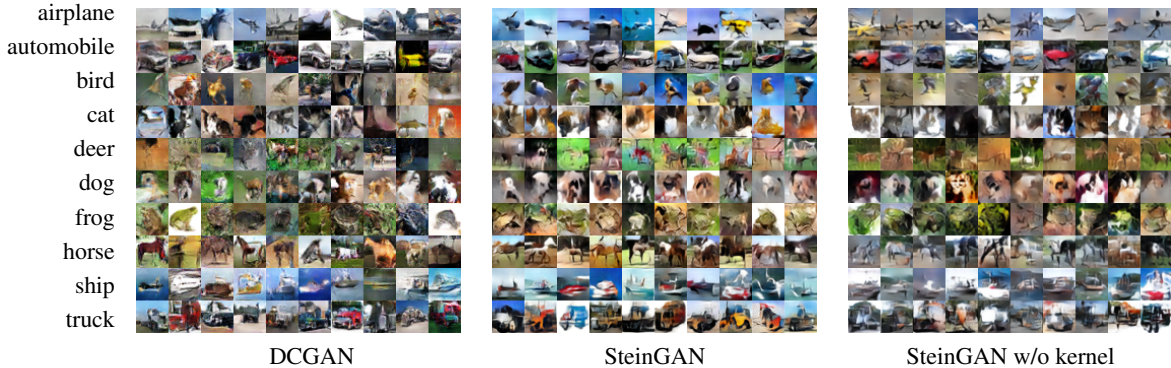 airplane
automobile
bird
cat
deer
dog
frog
horse
ship
truck
DCGAN
SteinGAN
SteinGAN w/o kernel